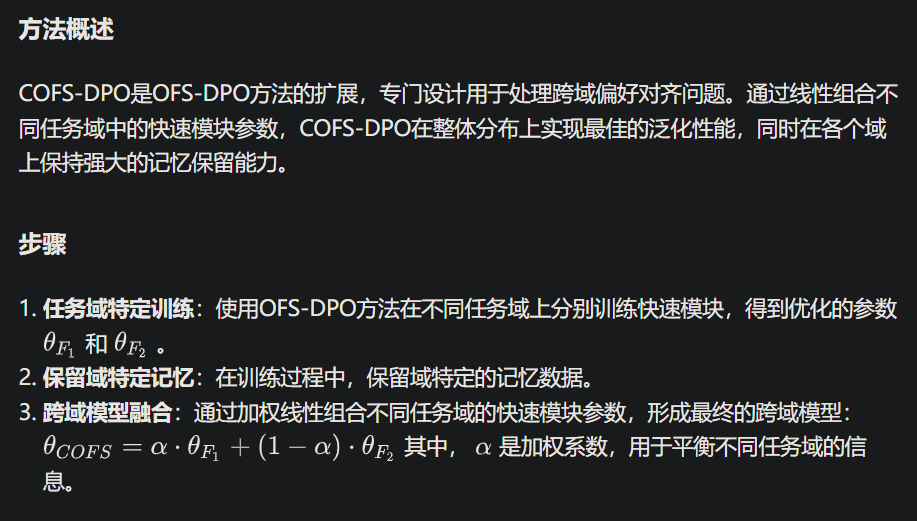 方法概述
COFS-DPO是OFS-DPO方法的扩展，专门设计用于处理跨域偏好对齐问题。通过线性组合不
同任务域中的快速模块参数，COFS-DPO在整体分布上实现最佳的泛化性能，同时在各个域
上保持强大的记忆保留能力。
步骤
1. 任务域特定训练：使用OFS-DPO方法在不同任务域上分别训练快速模块，得到优化的参数
θ_{F_1} 和 θ_{F_2} 。
2. 保留域特定记忆：在训练过程中，保留域特定的记忆数据。
3. 跨域模型融合：通过加权线性组合不同任务域的快速模块参数，形成最终的跨域模型：
θ_{COFS} = α · θ_{F_1} + (1 − α) · θ_{F_2} 其中， α 是加权系数，用于平衡不同任务域的信
息。